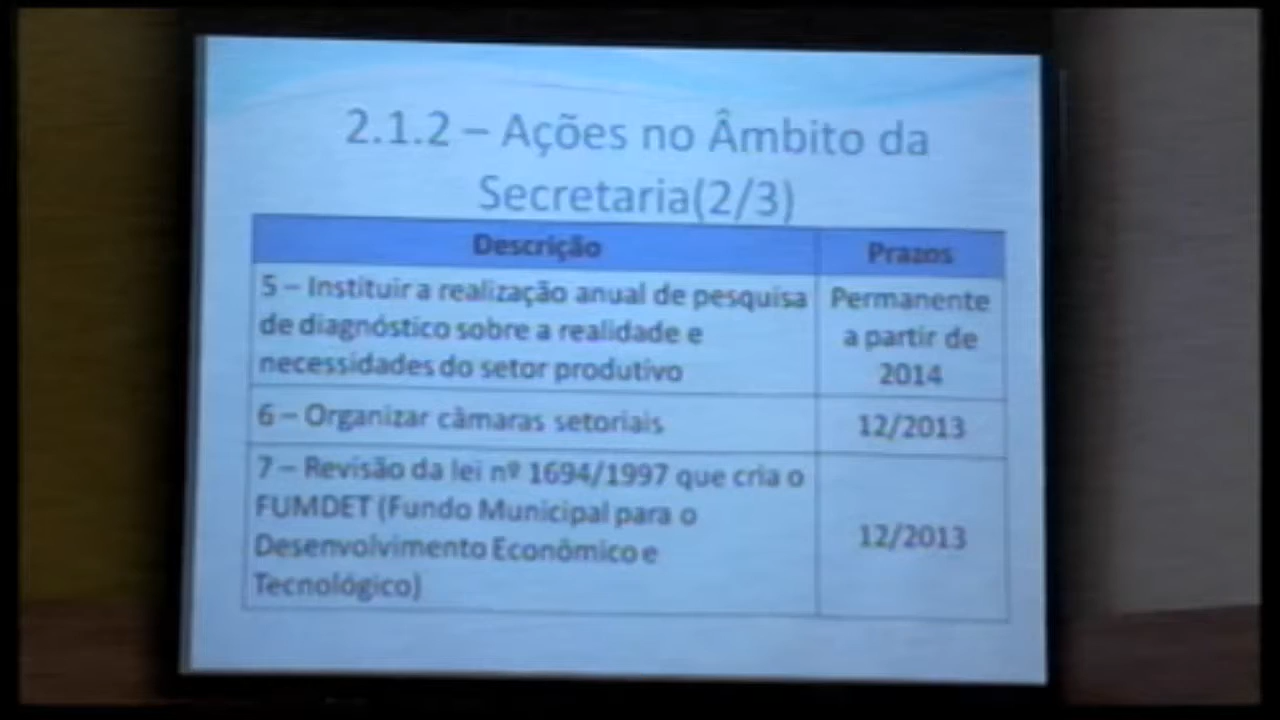 2.1.2 – Ações no Âmbito da
Secretaria(2/3)
Descrição
Prazos
5 – Instituir a realização anual de pesquisa
de diagnóstico sobre a realidade e
necessidades do setor produtivo
Permanente
a partir de
2014
6 – Organizar câmaras setoriais
12/2013
7 – Revisão da lei nº 1694/1997 que cria o
FUMDET (Fundo Municipal para o
Desenvolvimento Econômico e
Tecnológico)
12/2013